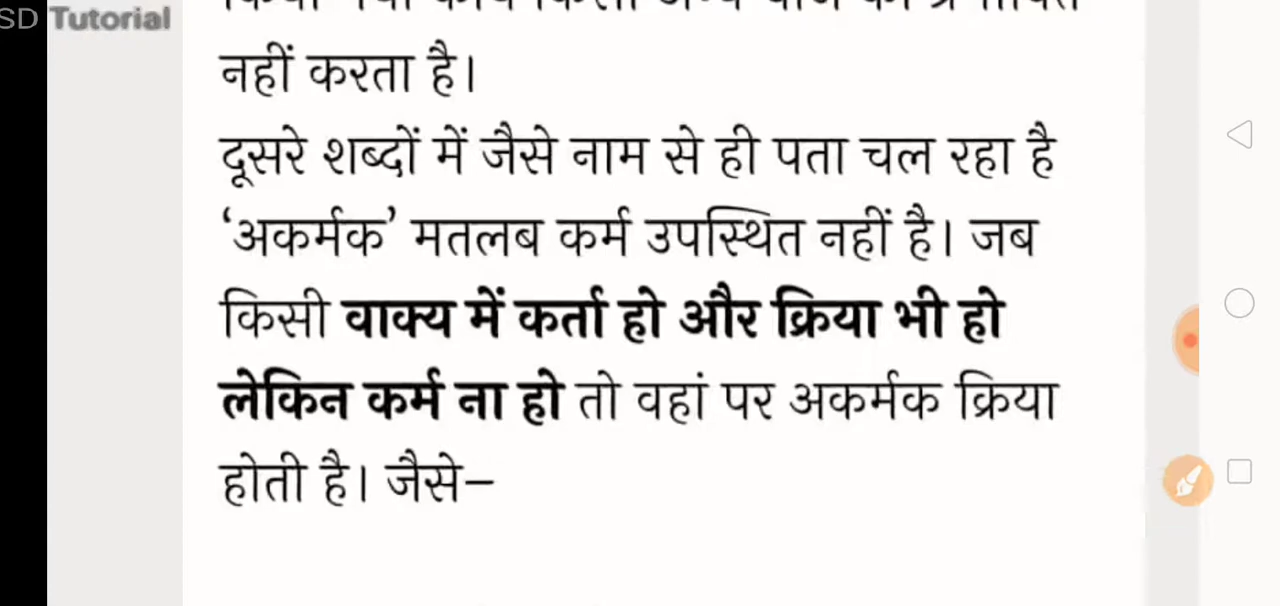 SD Tutorial
नहीं करता है।
दूसरे शब्दों में जैसे नाम से ही पता चल रहा है
‘अकर्मक’ मतलब कर्म उपस्थित नहीं है। जब
किसी वाक्य में कर्ता हो और क्रिया भी हो
लेकिन कर्म ना हो तो वहां पर अकर्मक क्रिया
होती है। जैसे–